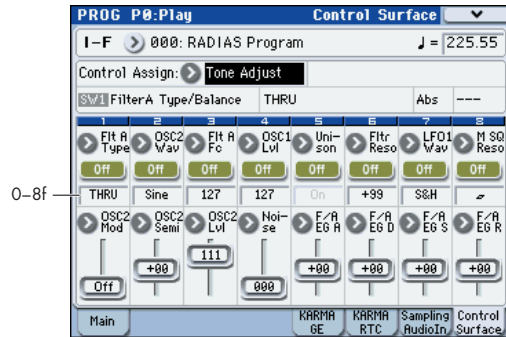 PROG P0:Play Control Surface
I-F 000: RADIAS Program ♩= 225.55
Control Assign: Tone Adjust
SW1 FilterA Type/Balance THRU Abs ---
1 2 3 4 5 6 7 8
Flt A Type OSC2 Wav Flt A Fc OSC1 Lvl Uni-son Fltr Reso LFO1 Wav M SQ Reso
Off Off Off Off Off Off Off Off
0-8f THRU Sine 127 127 On +99 S&H
OSC2 Mod OSC2 Semi OSC2 Lvl Noi-se F/A EG A F/A EG D F/A EG S F/A EG R
Off +00 111 000 +00 +00 +00 +00
Main KARMA GE KARMA RTC Sampling AudioIn Control Surface